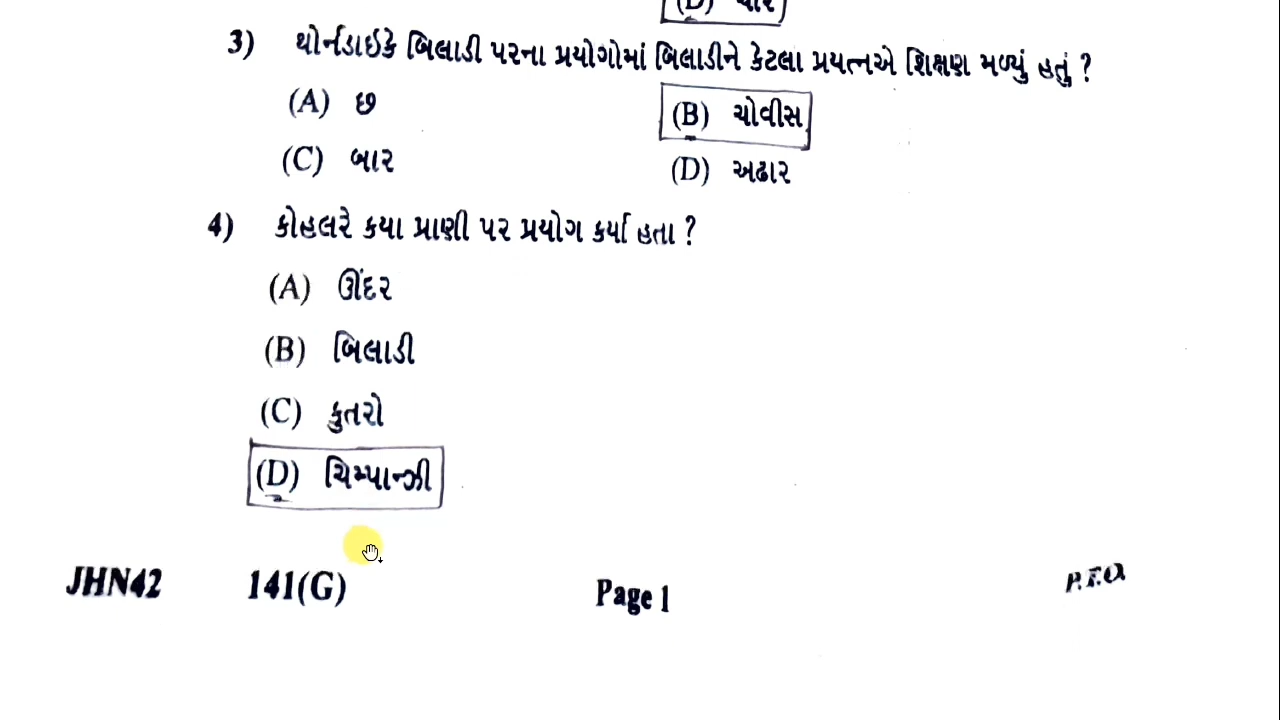 (D) ચાર
3) થોર્નડાઇકે બિલાડી પરના પ્રયોગોમાં બિલાડીને કેટલા પ્રયત્નએ શિક્ષણ મળ્યું હતું ?
(A) છ (B) ચોવીસ
(C) બાર (D) અઢાર
4) કોહલરે કયા પ્રાણી પર પ્રયોગ કર્યા હતા ?
(A) ઊંદર
(B) બિલાડી
(C) કુતરો
(D) ચિમ્પાન્ઝી
JHN42 141(G) Page 1 P.T.O